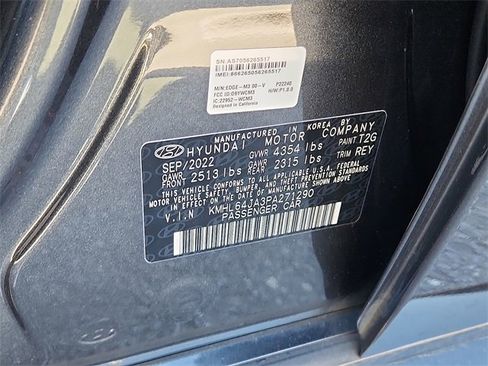 SN: AS7056265517
IMEI: 866265056265517
M/N: EDGE-M3 00-V P22240
FCC ID: O6YWCM3 H/W:P1.0.0
IC: 22952-WCM3
Designed in California
MANUFACTURED IN KOREA BY
HYUNDAI MOTOR COMPANY
SEP/2022 GVWR 4354 lbs PAINT T2G
GAWR FRONT 2513 lbs GAWR REAR 2315 lbs TRIM REY
THIS VEHICLE CONFORMS TO ALL APPLICABLE U.S.A FEDERAL
MOTOR VEHICLE SAFETY, BUMPER, AND THEFT PREVENTION
STANDARDS IN EFFECT ON THE DATE OF MANUFACTURE SHOWN ABOVE.
V.I.N KMHL64JA3PA271290
PASSENGER CAR